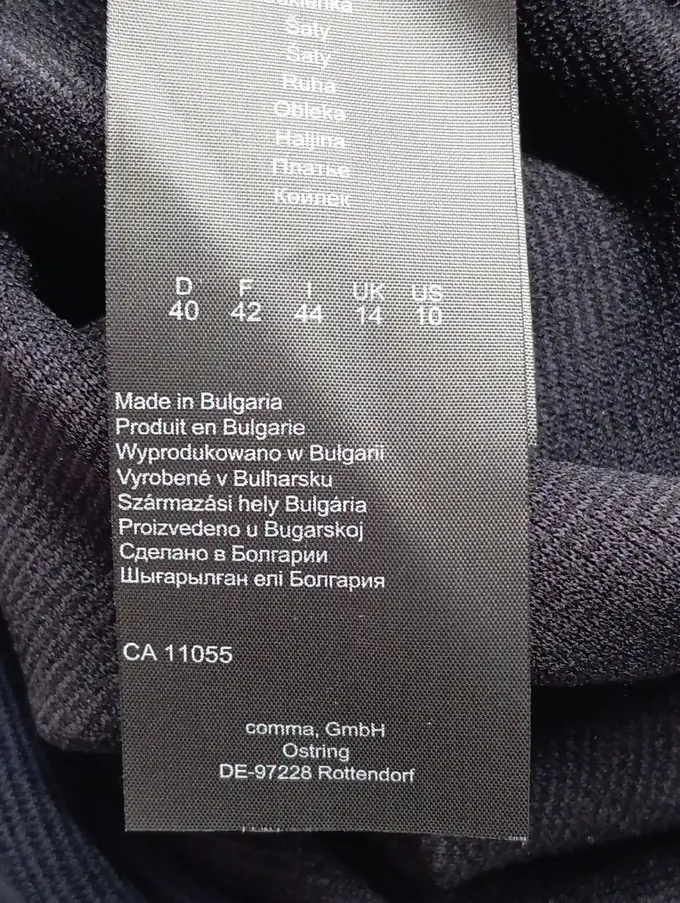 Šaty
Šaty
Ruha
Obleka
Haljina
Платье
Көйлек
D F I UK US
40 42 44 14 10
Made in Bulgaria
Produit en Bulgarie
Wyprodukowano w Bułgarii
Vyrobené v Bulharsku
Származási hely Bulgária
Proizvedeno u Bugarskoj
Сделано в Болгарии
Шығарылған елі Болгария
CA 11055
comma, GmbH
Ostring
DE-97228 Rottendorf